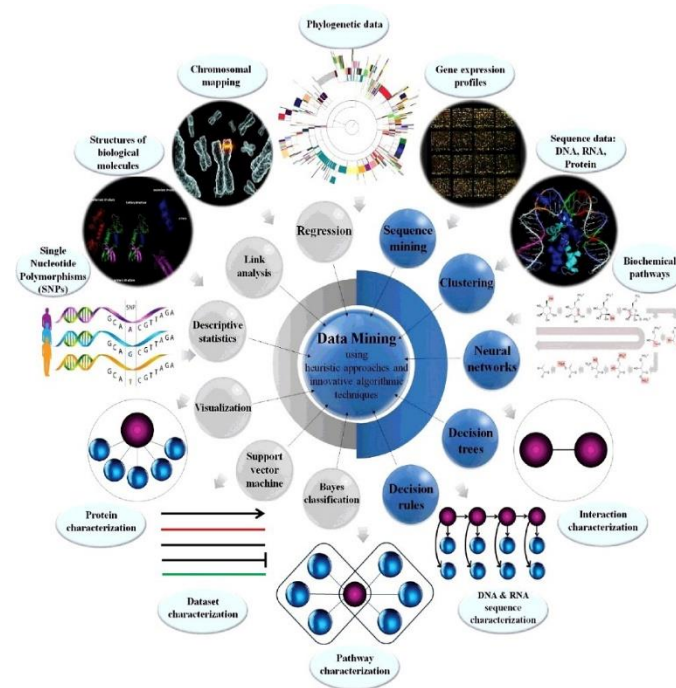 Phylogenetic data
Chromosomal
mapping
Gene expression
profiles
Structures of
biological
molecules
Sequence data:
DNA, RNA,
Protein
Single
Nucleotide
Polymorphisms
(SNPs)
Biochemical
pathways
Regression
Sequence
mining
Link
analysis
Clustering
Descriptive
statistics
Neural
networks
Visualization
Decision
trees
Support
vector
machine
Bayes
classification
Decision
rules
Data Mining
using
heuristic approaches and
innovative algorithmic
techniques
SNP
G C A A C G T T A G A
G C A G C G T T A G A
G C A T C G T T A G A
Protein
characterization
Interaction
characterization
Dataset
characterization
DNA & RNA
sequence
characterization
Pathway
characterization